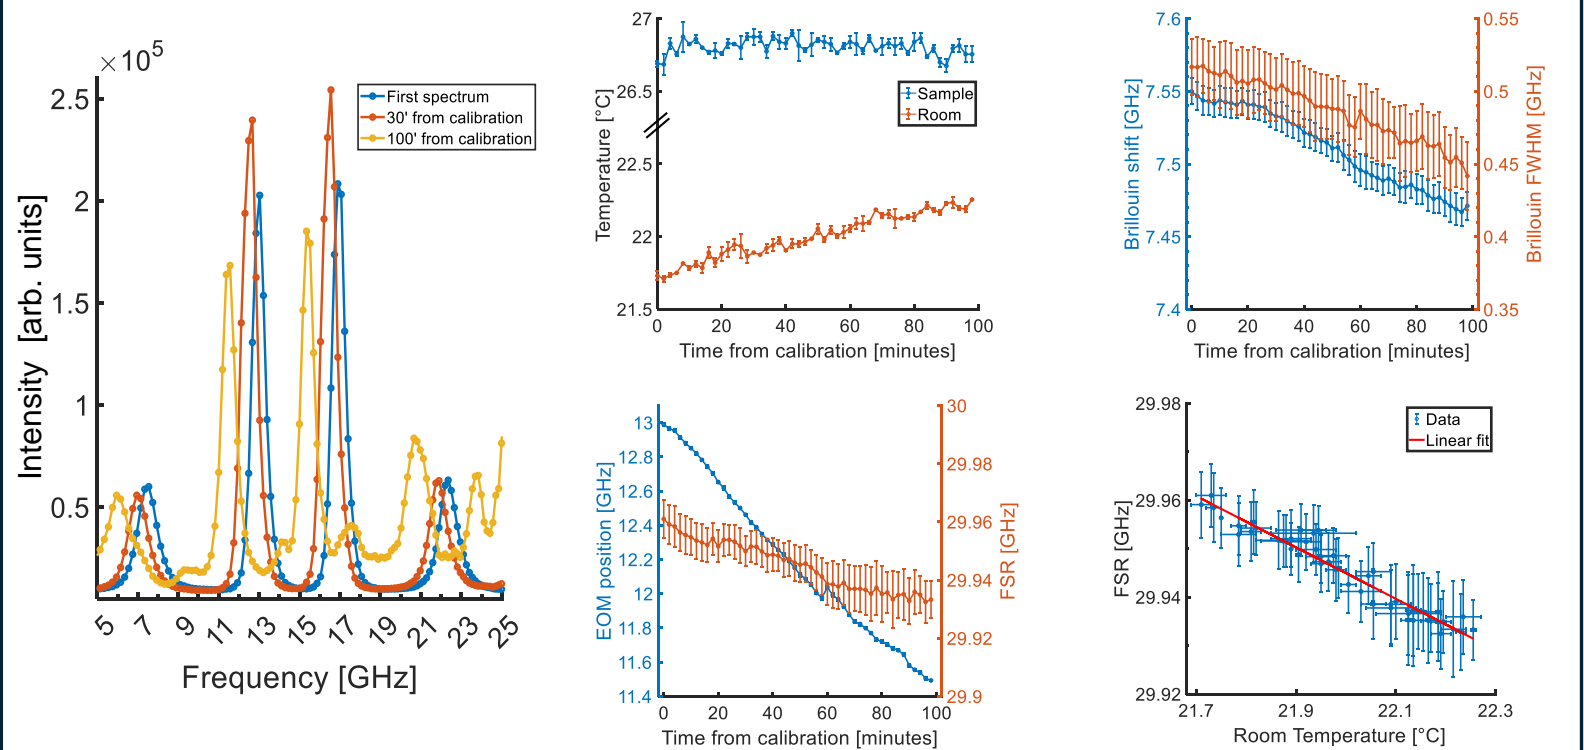 ×10⁵
2.5
2
1.5
1
0.5
Intensity [arb. units]
First spectrum
30' from calibration
100' from calibration
5 7 9 11 13 15 17 19 21 23 25
Frequency [GHz]
27
26.5
22.5
22
21.5
Temperature [°C]
Sample
Room
0 20 40 60 80 100
Time from calibration [minutes]
7.6
7.55
7.5
7.45
7.4
Brillouin shift [GHz]
0.55
0.5
0.45
0.4
0.35
Brillouin FWHM [GHz]
0 20 40 60 80 100
Time from calibration [minutes]
13
12.8
12.6
12.4
12.2
12
11.8
11.6
11.4
EOM position [GHz]
30
29.98
29.96
29.94
29.92
29.9
FSR [GHz]
0 20 40 60 80 100
Time from calibration [minutes]
29.98
29.96
29.94
29.92
FSR [GHz]
Data
Linear fit
21.7 21.9 22.1 22.3
Room Temperature [°C]